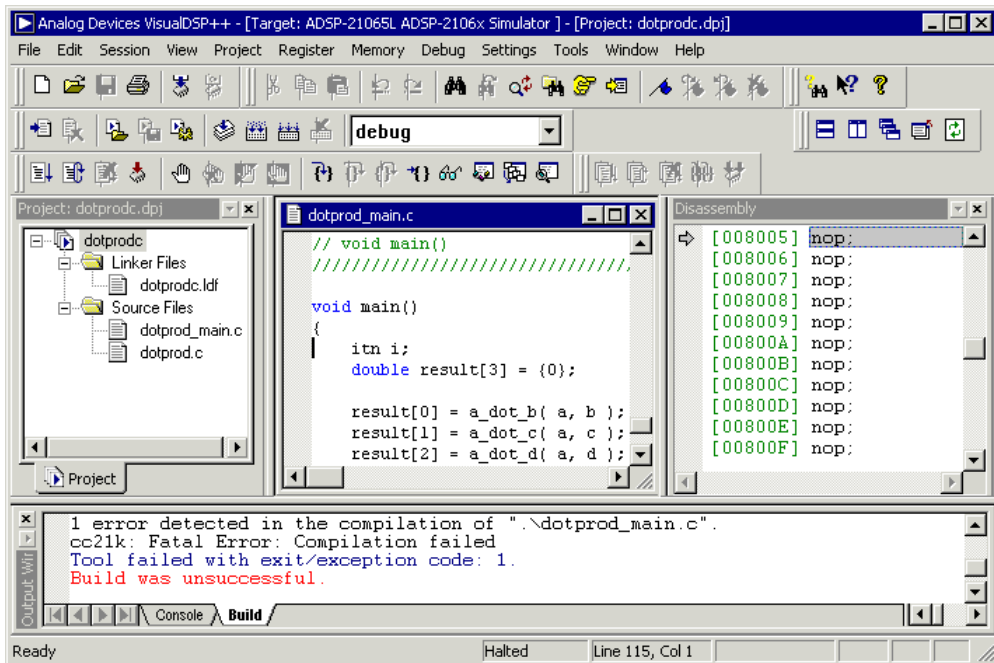 Analog Devices VisualDSP++ - [Target: ADSP-21065L ADSP-2106x Simulator ] - [Project: dotprodc.dpj]
File Edit Session View Project Register Memory Debug Settings Tools Window Help
debug
Project: dotprodc.dpj
dotprodc
Linker Files
dotprodc.ldf
Source Files
dotprod_main.c
dotprod.c
Project
dotprod_main.c
// void main()
/////////////////////////////////
void main()
{
itn i;
double result[3] = {0};
result[0] = a_dot_b( a, b );
result[1] = a_dot_c( a, c );
result[2] = a_dot_d( a, d );
Disassembly
[008005] nop;
[008006] nop;
[008007] nop;
[008008] nop;
[008009] nop;
[00800A] nop;
[00800B] nop;
[00800C] nop;
[00800D] nop;
[00800E] nop;
[00800F] nop;
Output Wir
1 error detected in the compilation of ".\dotprod_main.c".
cc21k: Fatal Error: Compilation failed
Tool failed with exit/exception code: 1.
Build was unsuccessful.
Console Build
Ready Halted Line 115, Col 1